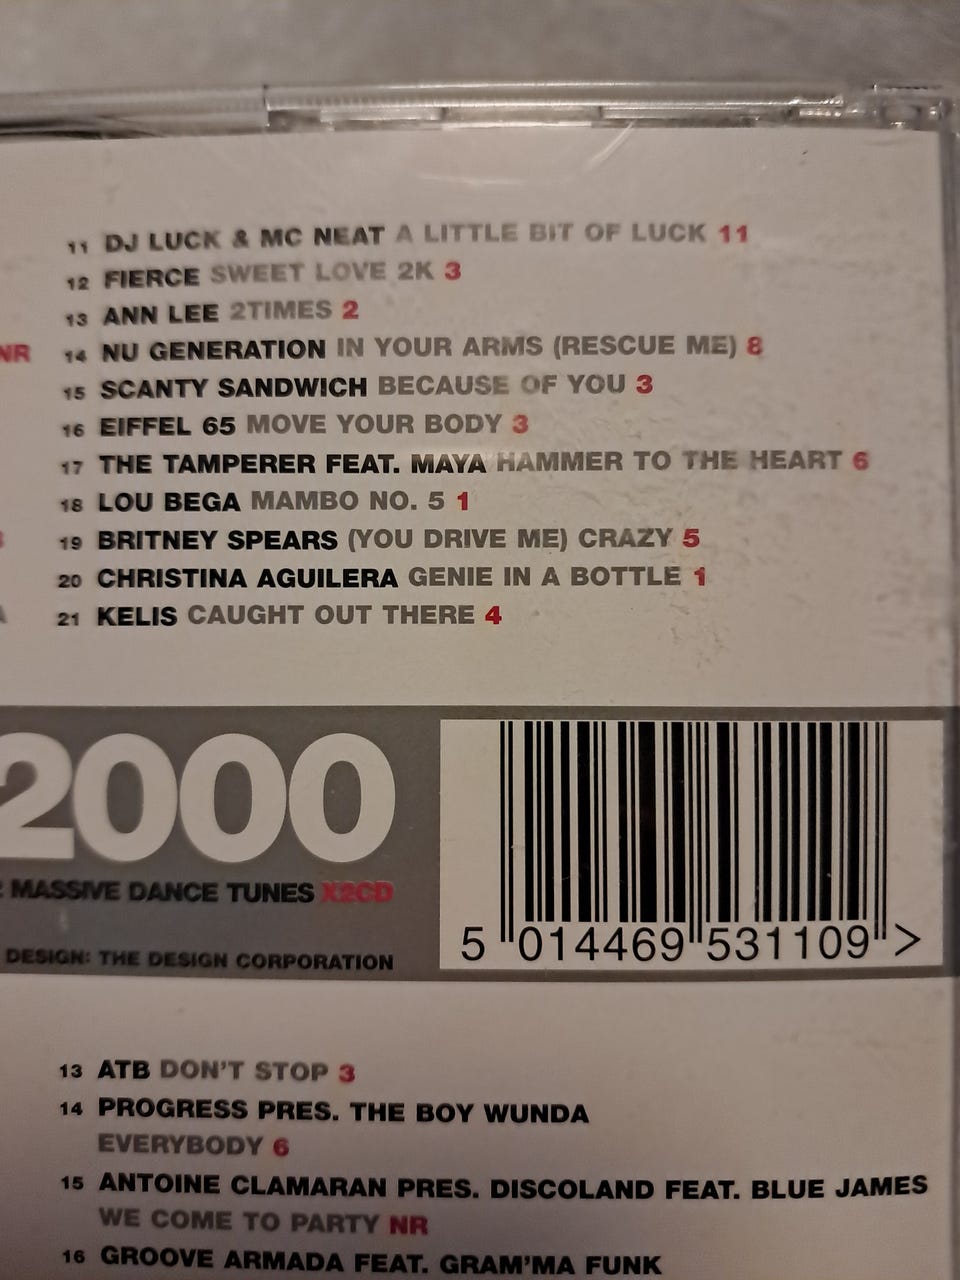 11 DJ LUCK & MC NEAT A LITTLE BIT OF LUCK 11
12 FIERCE SWEET LOVE 2K 3
13 ANN LEE 2TIMES 2
NR 14 NU GENERATION IN YOUR ARMS (RESCUE ME) 8
15 SCANTY SANDWICH BECAUSE OF YOU 3
16 EIFFEL 65 MOVE YOUR BODY 3
17 THE TAMPERER FEAT. MAYA HAMMER TO THE HEART 6
18 LOU BEGA MAMBO NO. 5 1
19 BRITNEY SPEARS (YOU DRIVE ME) CRAZY 5
20 CHRISTINA AGUILERA GENIE IN A BOTTLE 1
21 KELIS CAUGHT OUT THERE 4
2000
MASSIVE DANCE TUNES X2CD
DESIGN: THE DESIGN CORPORATION
5 014469 531109 >
13 ATB DON'T STOP 3
14 PROGRESS PRES. THE BOY WUNDA
EVERYBODY 6
15 ANTOINE CLAMARAN PRES. DISCOLAND FEAT. BLUE JAMES
WE COME TO PARTY NR
16 GROOVE ARMADA FEAT. GRAM'MA FUNK